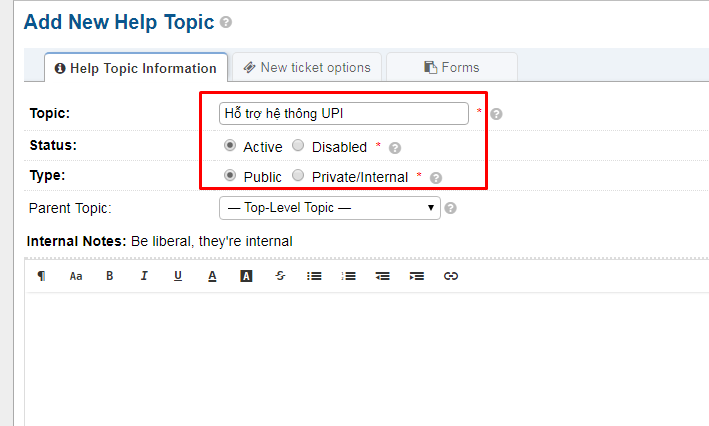 Add New Help Topic ?
Help Topic Information New ticket options Forms
Topic: Hỗ trợ hệ thông UPI * ?
Status: Active Disabled * ?
Type: Public Private/Internal * ?
Parent Topic: — Top-Level Topic — ?
Internal Notes: Be liberal, they're internal
¶ Aa B I U A A S